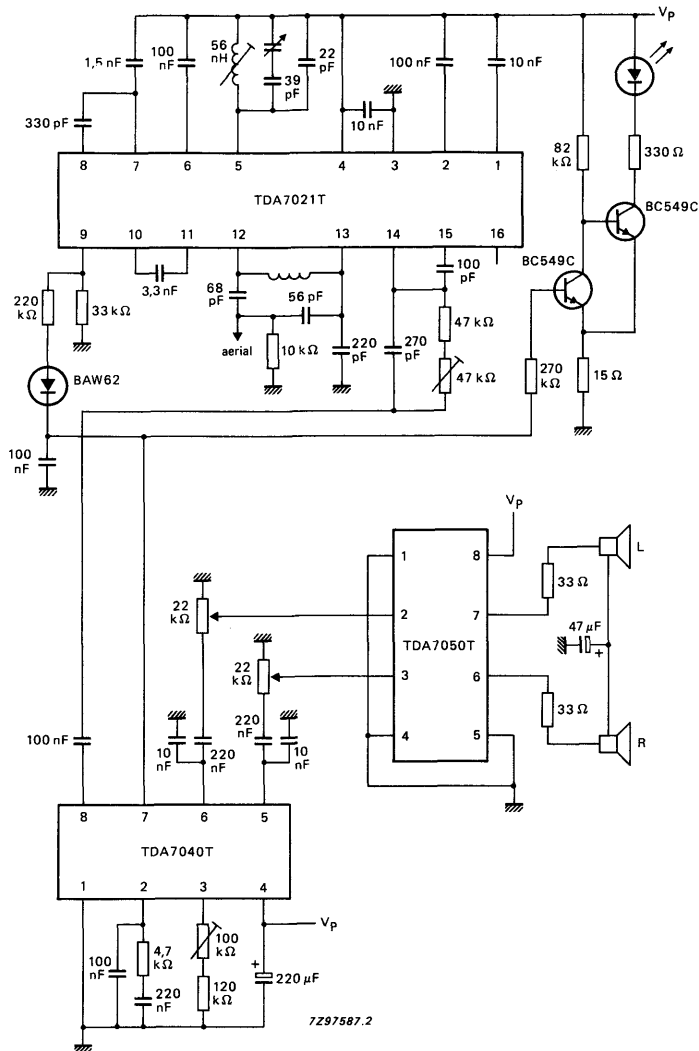 VP
1,5 nF
100 nF
56 nH
39 pF
22 pF
100 nF
10 nF
330 pF
10 nF
8 7 6 5 4 3 2 1
TDA7021T
9 10 11 12 13 14 15 16
82 kΩ
330 Ω
BC549C
BC549C
3,3 nF
68 pF
56 pF
100 pF
220 kΩ
33 kΩ
aerial
10 kΩ
220 pF
270 pF
47 kΩ
47 kΩ
270 kΩ
15 Ω
BAW62
100 nF
VP
1 8
2 7
TDA7050T
3 6
4 5
33 Ω
L
47 μF
+
33 Ω
R
22 kΩ
22 kΩ
100 nF
10 nF
220 nF
220 nF
10 nF
8 7 6 5
TDA7040T
1 2 3 4
VP
100 nF
4,7 kΩ
220 nF
100 kΩ
120 kΩ
+
220 μF
7Z97587.2